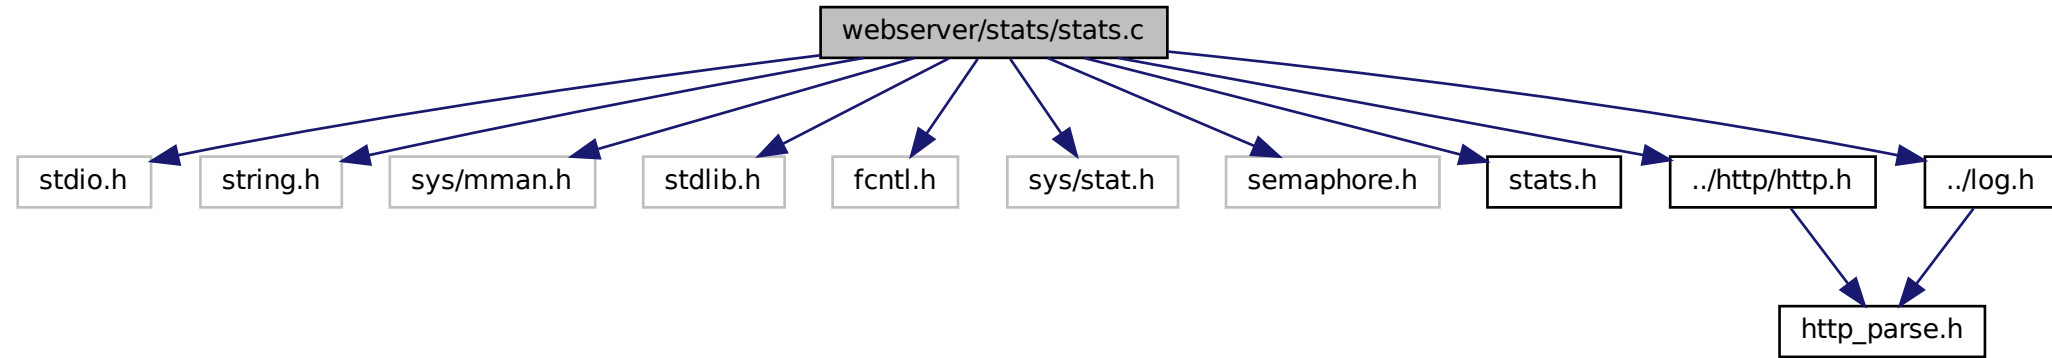 webserver/stats/stats.c
stdio.h
string.h
sys/mman.h
stdlib.h
fcntl.h
sys/stat.h
semaphore.h
stats.h
../http/http.h
../log.h
http_parse.h